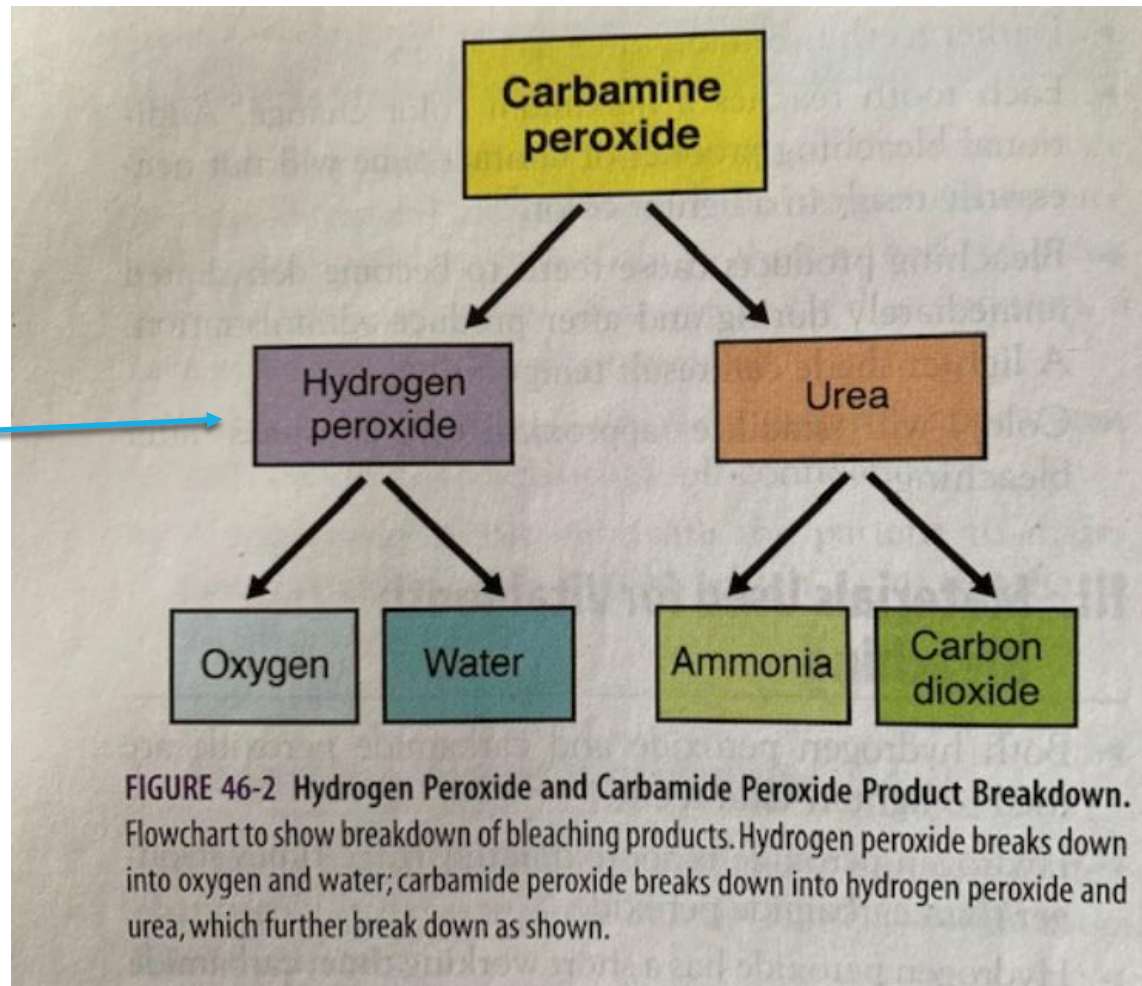 Carbamine
peroxide
Hydrogen
peroxide
Urea
Oxygen
Water
Ammonia
Carbon
dioxide
FIGURE 46-2 Hydrogen Peroxide and Carbamide Peroxide Product Breakdown.
Flowchart to show breakdown of bleaching products. Hydrogen peroxide breaks down
into oxygen and water; carbamide peroxide breaks down into hydrogen peroxide and
urea, which further break down as shown.